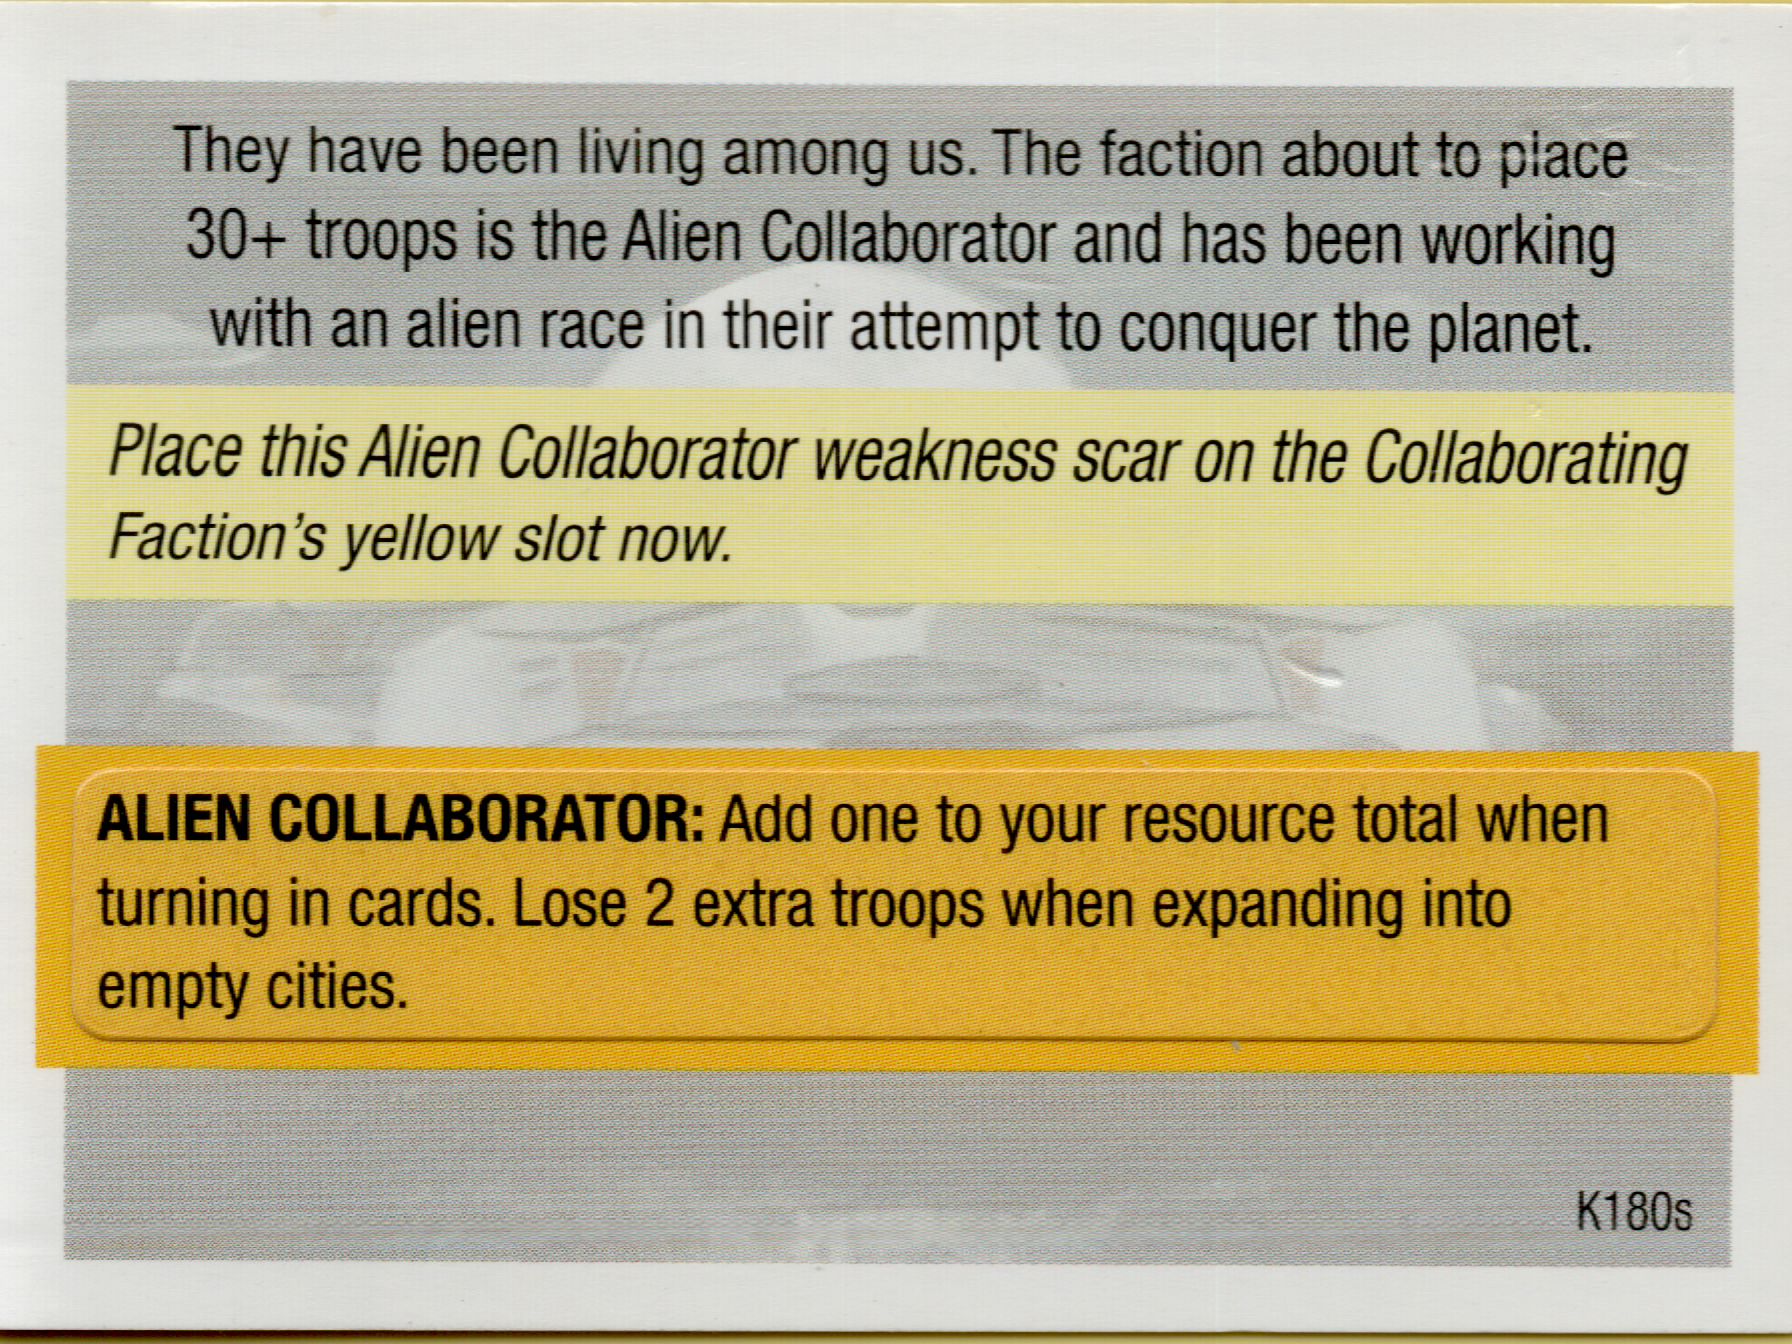 They have been living among us. The faction about to place
30+ troops is the Alien Collaborator and has been working
with an alien race in their attempt to conquer the planet.
Place this Alien Collaborator weakness scar on the Collaborating
Faction's yellow slot now.
ALIEN COLLABORATOR: Add one to your resource total when
turning in cards. Lose 2 extra troops when expanding into
empty cities.
K180s